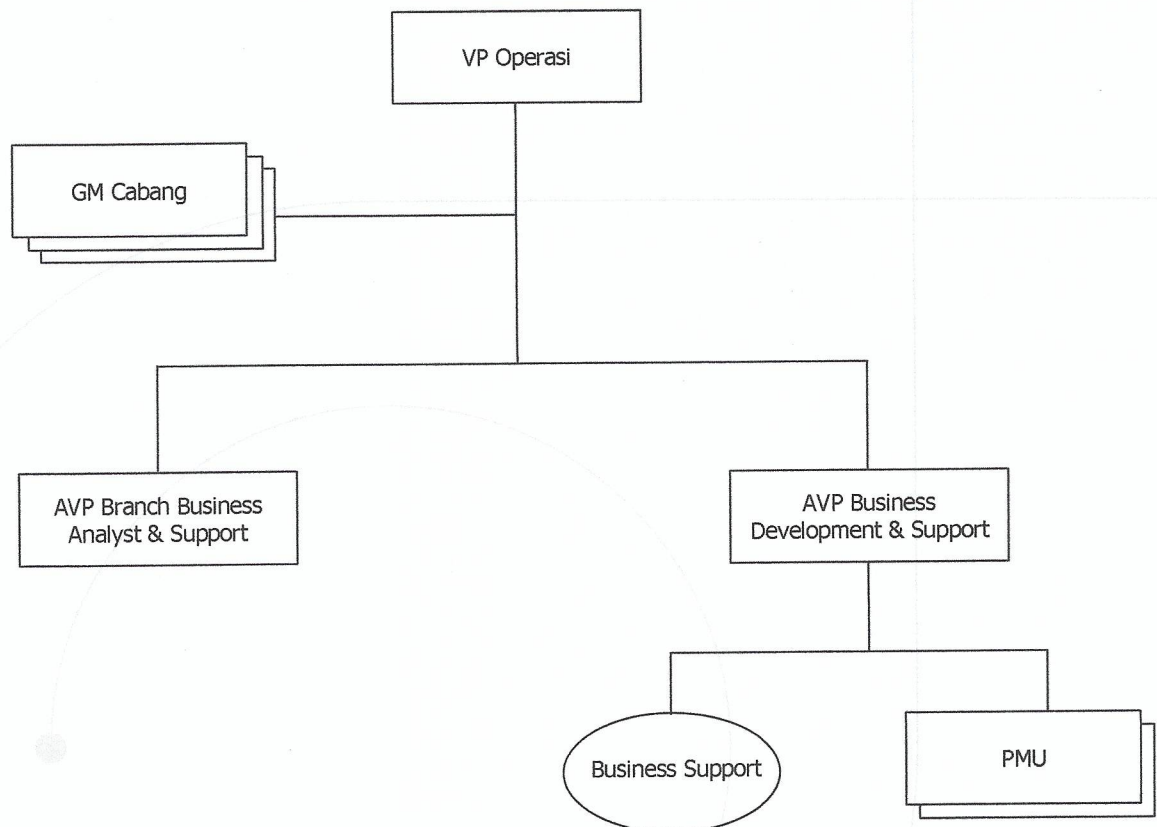 VP Operasi
GM Cabang
AVP Branch Business
Analyst & Support
AVP Business
Development & Support
Business Support
PMU